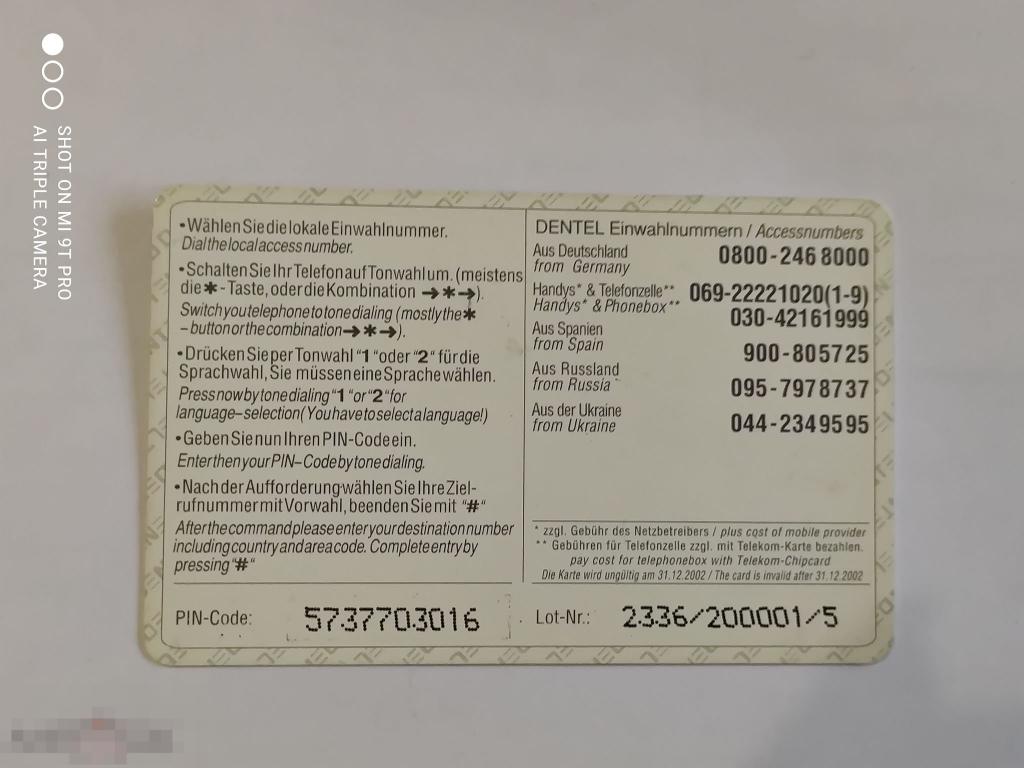 SHOT ON MI 9T PRO
AI TRIPLE CAMERA
•Wählen Sie die lokale Einwahlnummer.
Dial the local access number.
•Schalten Sie Ihr Telefon auf Tonwahl um. (meistens
die ✱-Taste, oder die Kombination ➔✱➔).
Switch you telephone to tone dialing (mostly the ✱
– button or the combination ➔✱➔).
•Drücken Sie per Tonwahl “1“ oder “2“ für die
Sprachwahl, Sie müssen eine Sprache wählen.
Press now by tone dialing “1“ or “2“ for
language–selection (You have to select a language!)
•Geben Sie nun Ihren PIN-Code ein.
Enter then your PIN–Code by tone dialing.
•Nach der Aufforderung wählen Sie Ihre Ziel-
rufnummer mit Vorwahl, beenden Sie mit “#“
After the command please enter your destination number
including country and area code. Complete entry by
pressing “#“
PIN-Code: 5737703016
DENTEL Einwahlnummern / Accessnumbers
Aus Deutschland 0800-246 8000
from Germany
Handys* & Telefonzelle** 069-22221020(1-9)
Handys* & Phonebox** 030-42161999
Aus Spanien
from Spain 900-805725
Aus Russland
from Russia 095-7978737
Aus der Ukraine
from Ukraine 044-2349595
* zzgl. Gebühr des Netzbetreibers / plus cost of mobile provider
** Gebühren für Telefonzelle zzgl. mit Telekom-Karte bezahlen.
pay cost for telephonebox with Telekom-Chipcard
Die Karte wird ungültig am 31.12.2002 / The card is invalid after 31.12.2002
Lot-Nr.: 2336/200001/5